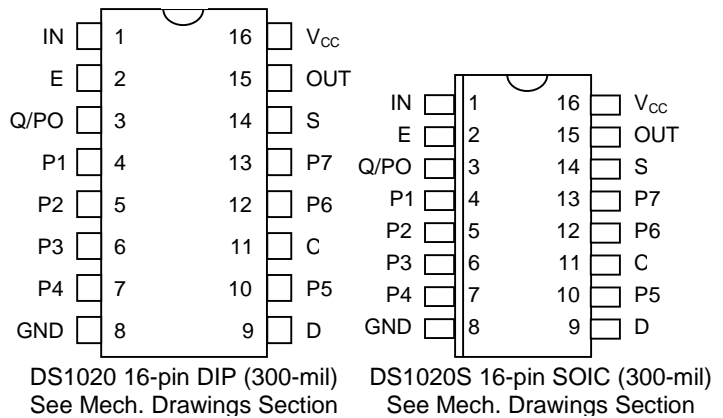 IN 1 16 VCC
E 2 15 OUT
Q/PO 3 14 S
P1 4 13 P7
P2 5 12 P6
P3 6 11 C
P4 7 10 P5
GND 8 9 D
DS1020 16-pin DIP (300-mil)
See Mech. Drawings Section
IN 1 16 VCC
E 2 15 OUT
Q/PO 3 14 S
P1 4 13 P7
P2 5 12 P6
P3 6 11 C
P4 7 10 P5
GND 8 9 D
DS1020S 16-pin SOIC (300-mil)
See Mech. Drawings Section